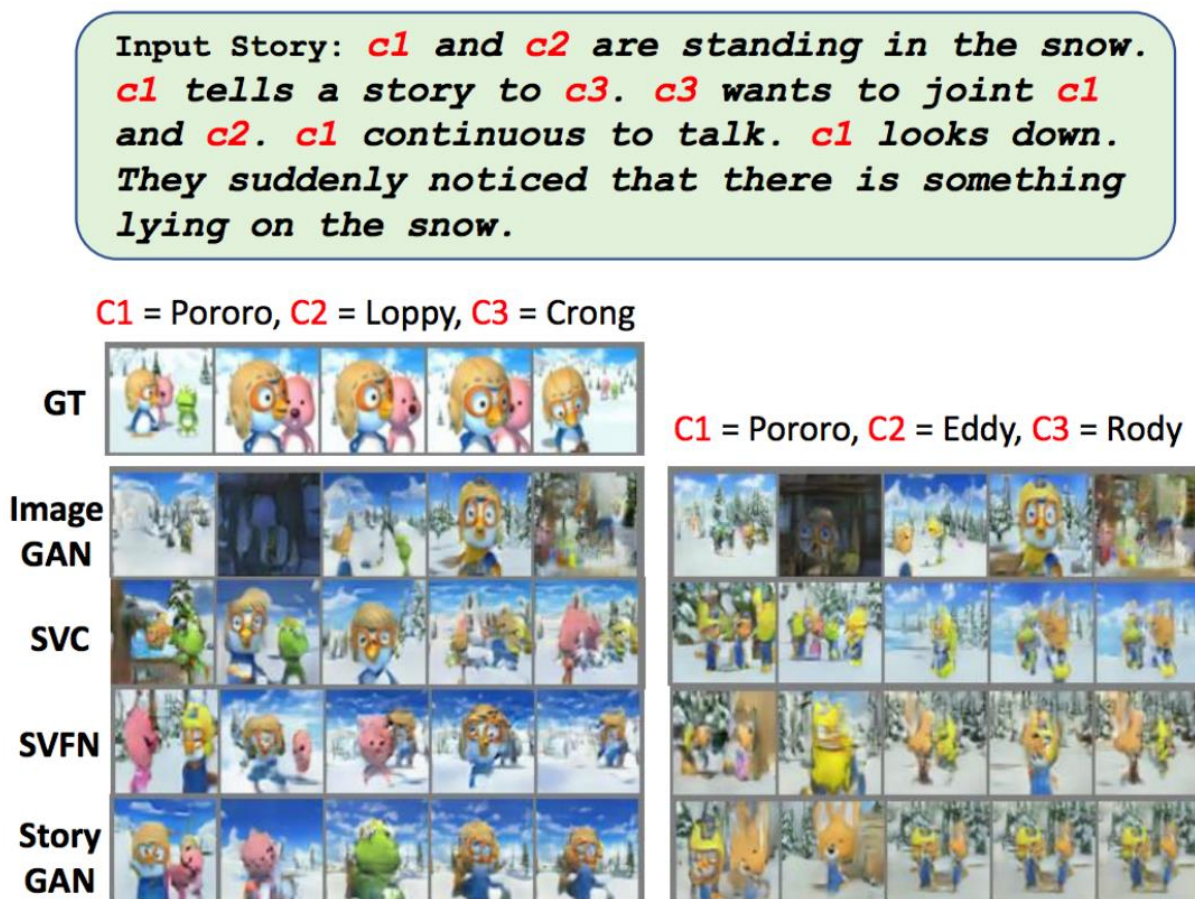 Input Story: c1 and c2 are standing in the snow.
c1 tells a story to c3. c3 wants to joint c1
and c2. c1 continuous to talk. c1 looks down.
They suddenly noticed that there is something
lying on the snow.
C1 = Pororo, C2 = Loppy, C3 = Crong
GT
C1 = Pororo, C2 = Eddy, C3 = Rody
Image
GAN
SVC
SVFN
Story
GAN